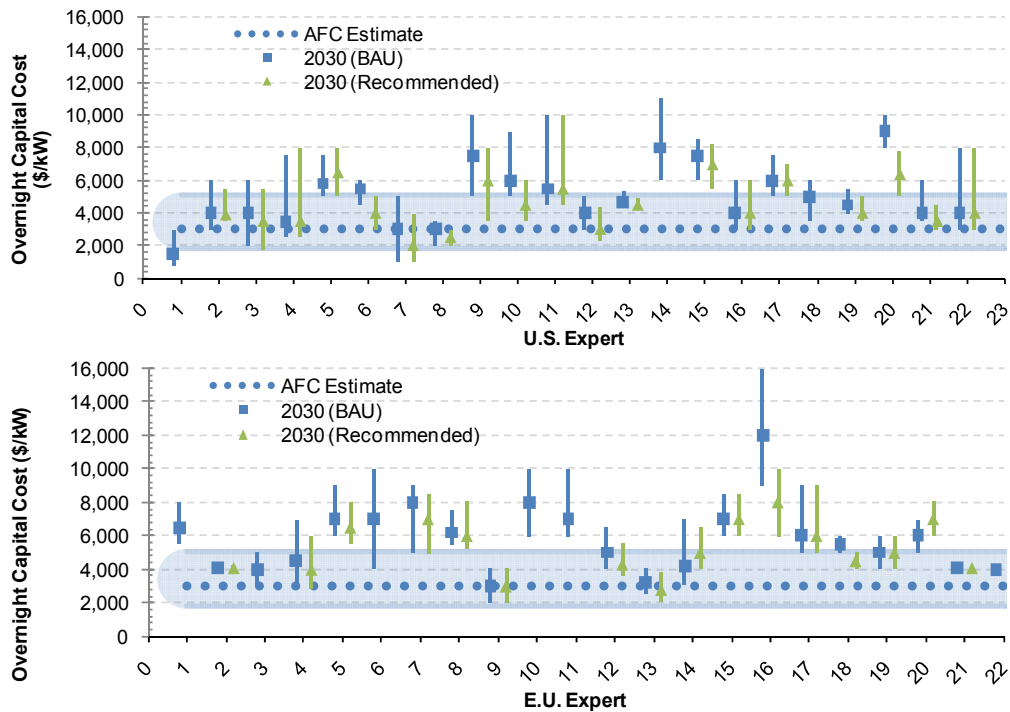 16,000
14,000
12,000
10,000
8,000
6,000
4,000
2,000
0
Overnight Capital Cost
($/kW)
AFC Estimate
2030 (BAU)
2030 (Recommended)
0 1 2 3 4 5 6 7 8 9 10 11 12 13 14 15 16 17 18 19 20 21 22 23
U.S. Expert
16,000
14,000
12,000
10,000
8,000
6,000
4,000
2,000
0
Overnight Capital Cost ($/kW)
AFC Estimate
2030 (BAU)
2030 (Recommended)
0 1 2 3 4 5 6 7 8 9 10 11 12 13 14 15 16 17 18 19 20 21 22
E.U. Expert